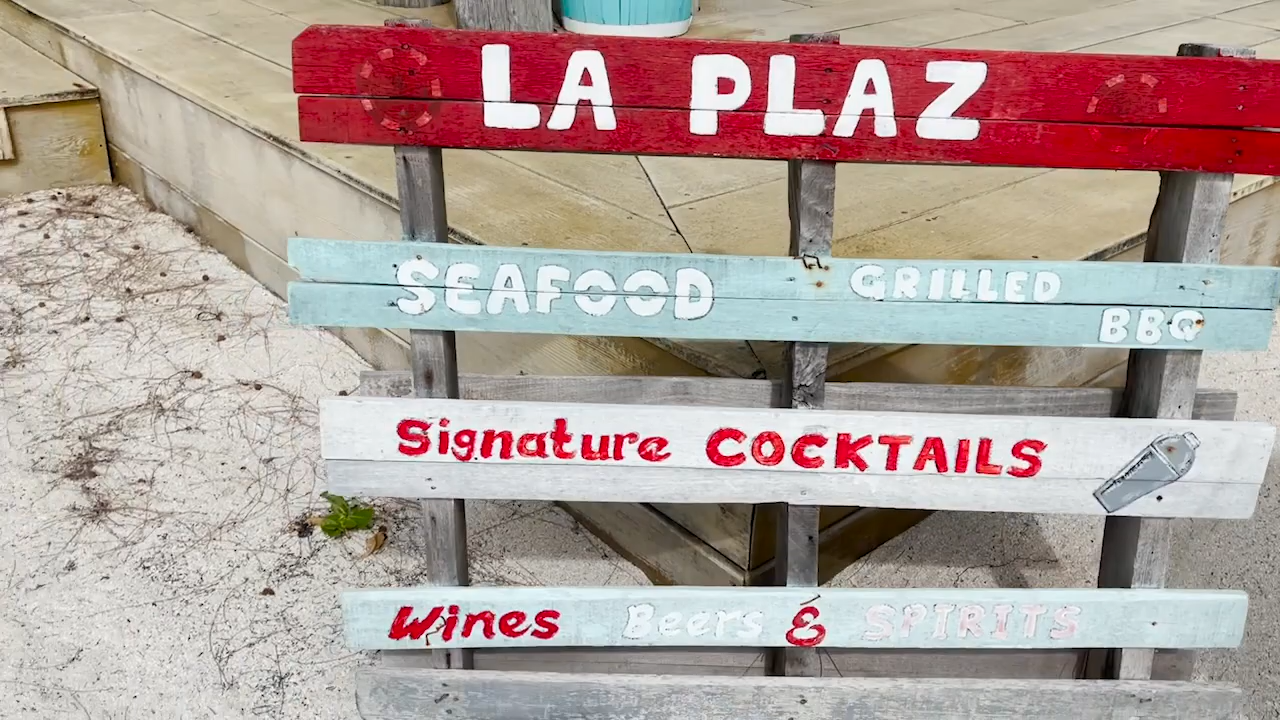 LA PLAZ
SEAFOOD GRILLED
BBQ
Signature COCKTAILS
Wines Beers & SPIRITS